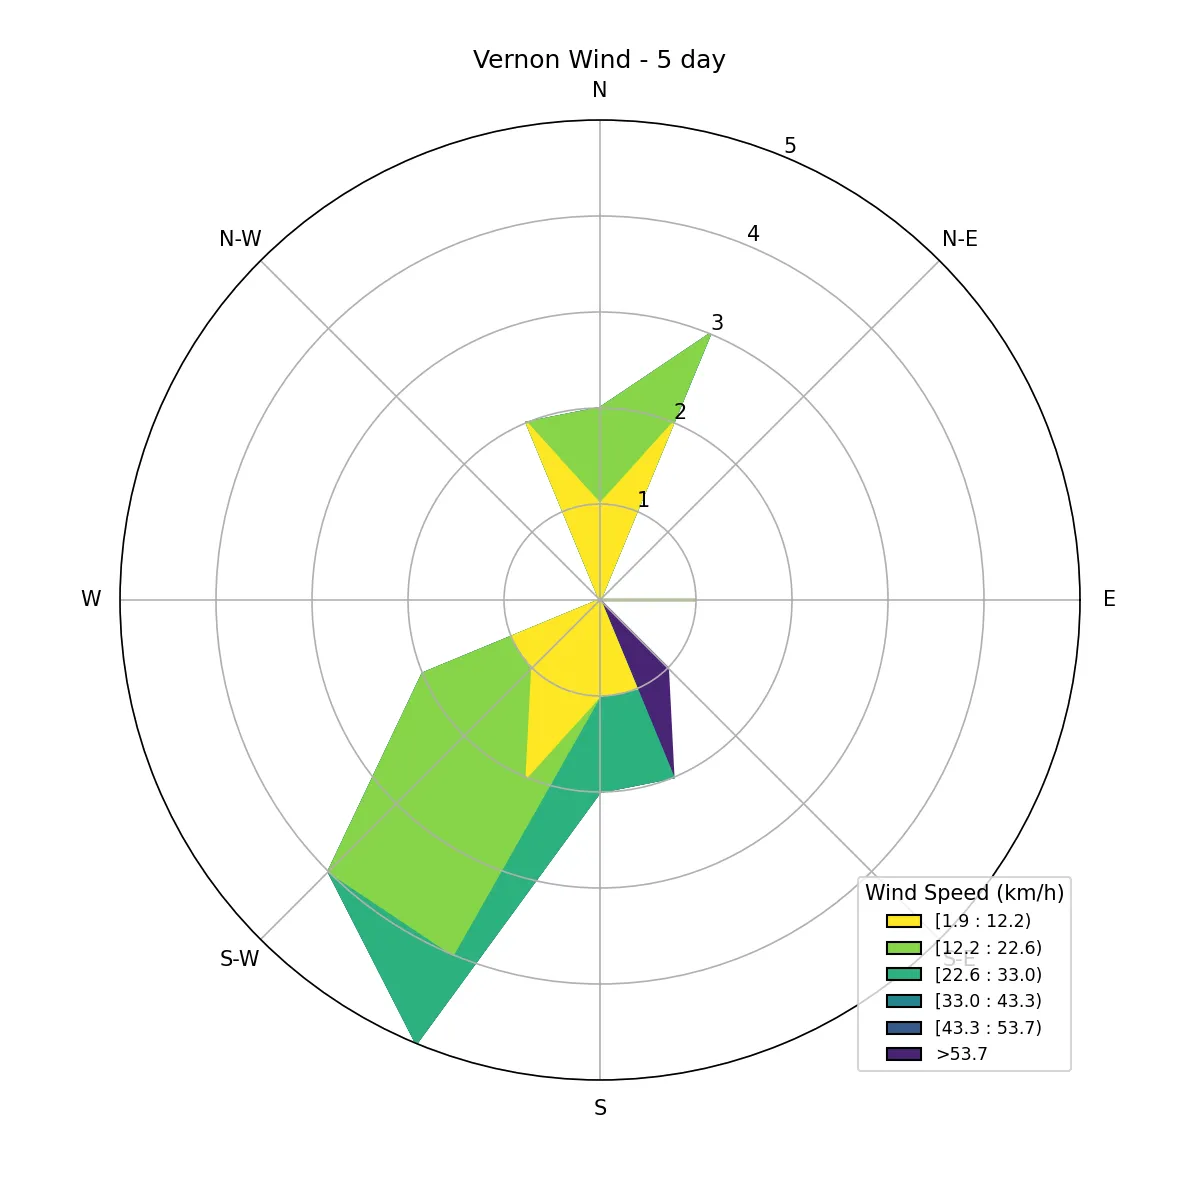 Vernon Wind - 5 day
N
5
N-W
N-E
4
3
2
1
W
E
S-W
S-E
S
Wind Speed (km/h)
[1.9 : 12.2)
[12.2 : 22.6)
[22.6 : 33.0)
[33.0 : 43.3)
[43.3 : 53.7)
>53.7